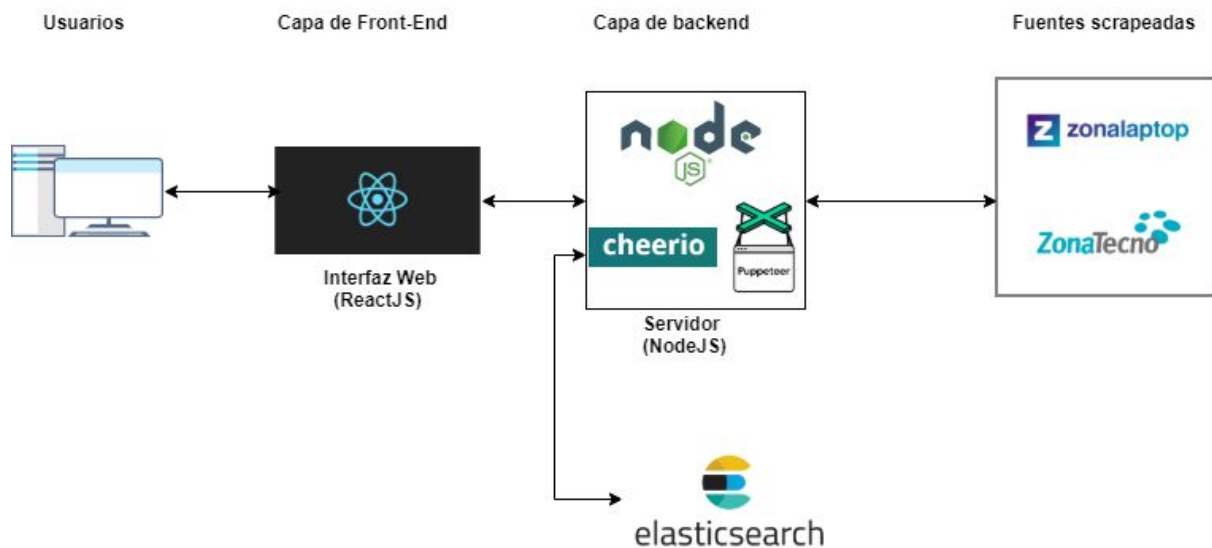 Usuarios
Capa de Front-End
Capa de backend
Fuentes scrapeadas
node
JS
cheerio
Puppeteer
Z zonalaptop
ZonaTecno
Interfaz Web
(ReactJS)
Servidor
(NodeJS)
elasticsearch